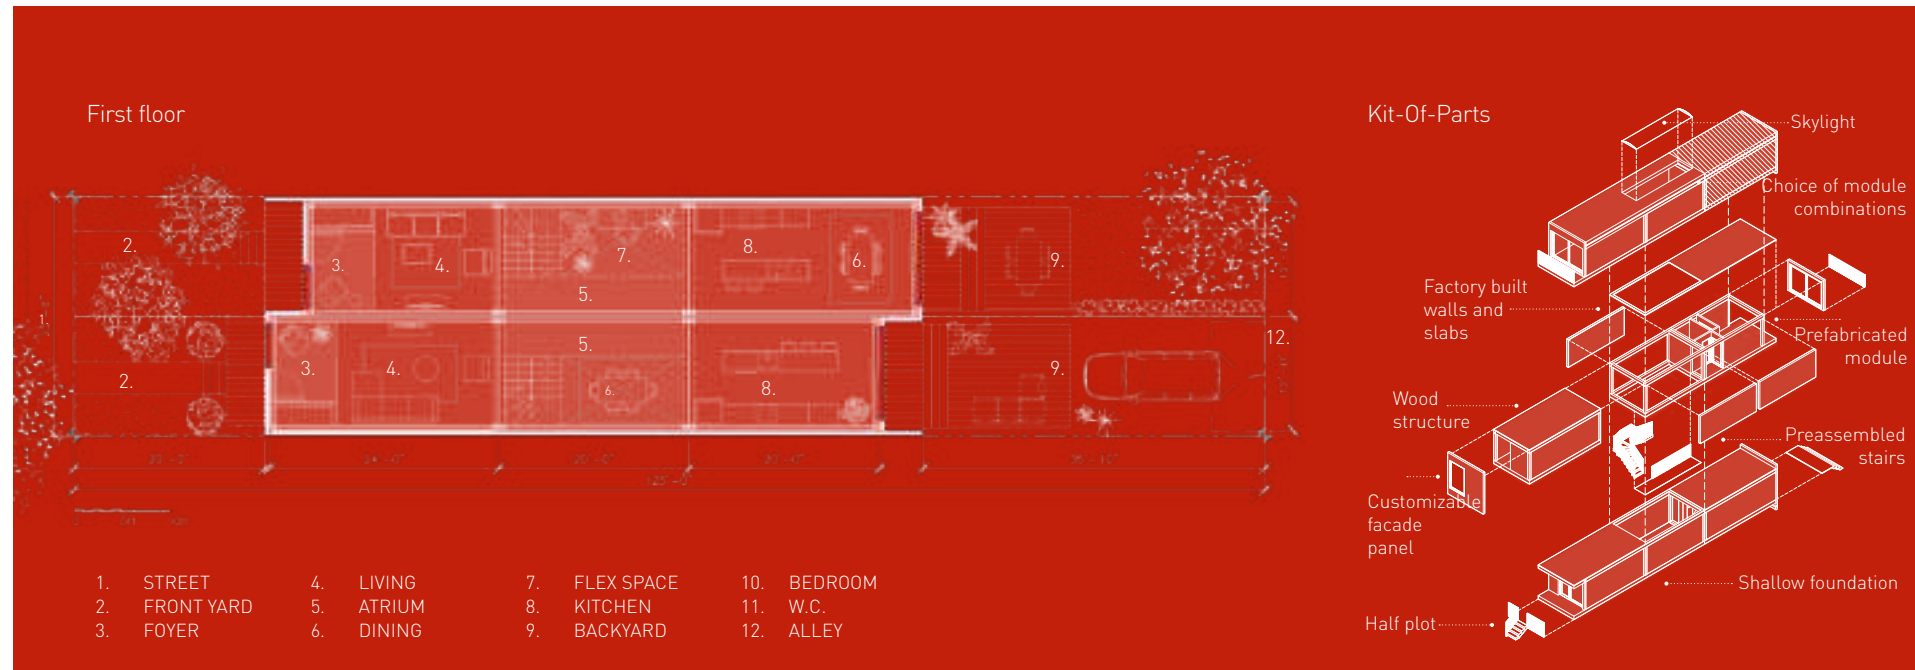 First floor
Kit-Of-Parts
Skylight
Choice of module
combinations
Factory built
walls and
slabs
Prefabricated
module
Wood
structure
Preassembled
stairs
Customizable
facade
panel
Shallow foundation
Half plot
1.
2.
2.
3.
4.
5.
7.
8.
6.
9.
3.
4.
5.
6.
8.
9.
12.
125'-0"
1. STREET
2. FRONT YARD
3. FOYER
4. LIVING
5. ATRIUM
6. DINING
7. FLEX SPACE
8. KITCHEN
9. BACKYARD
10. BEDROOM
11. W.C.
12. ALLEY